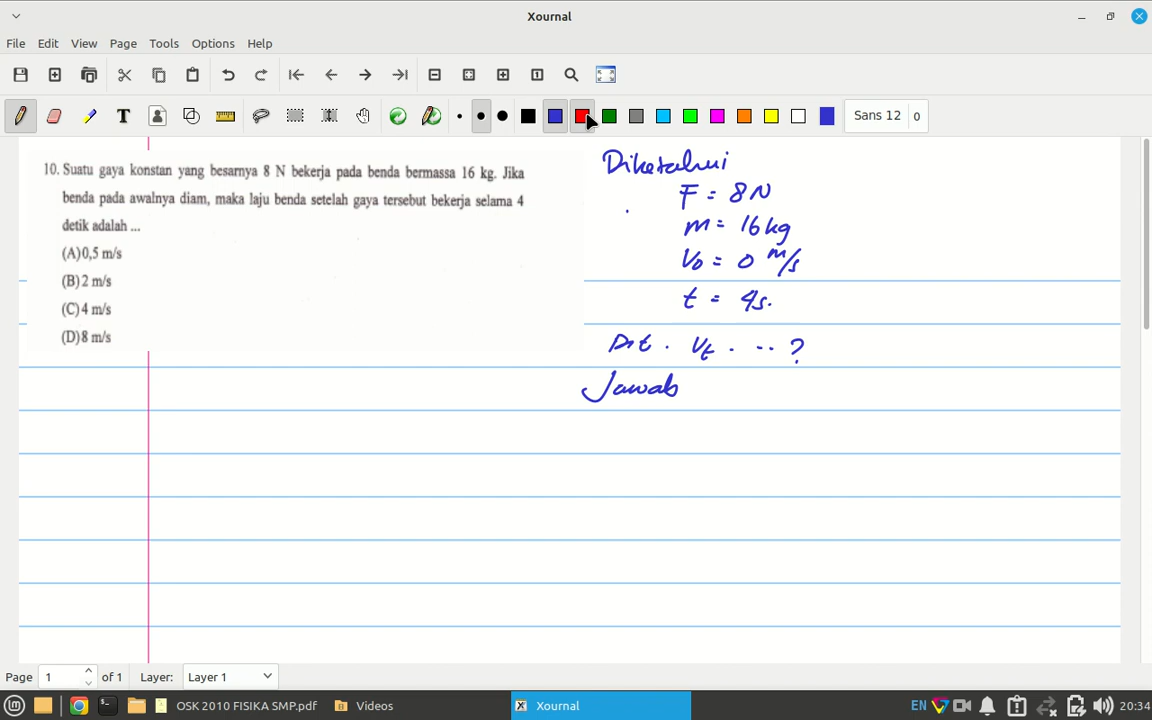 Xournal
File Edit View Page Tools Options Help
Sans 12 0
10. Suatu gaya konstan yang besarnya 8 N bekerja pada benda bermassa 16 kg. Jika
benda pada awalnya diam, maka laju benda setelah gaya tersebut bekerja selama 4
detik adalah ...
(A)0,5 m/s
(B)2 m/s
(C)4 m/s
(D)8 m/s
Diketahui
F = 8N
m = 16 kg
V₀ = 0 m/s
t = 4s.
Dit. Vt . .. ?
Jawab
Page 1 of 1 Layer: Layer 1
OSK 2010 FISIKA SMP.pdf Videos Xournal EN 20:34